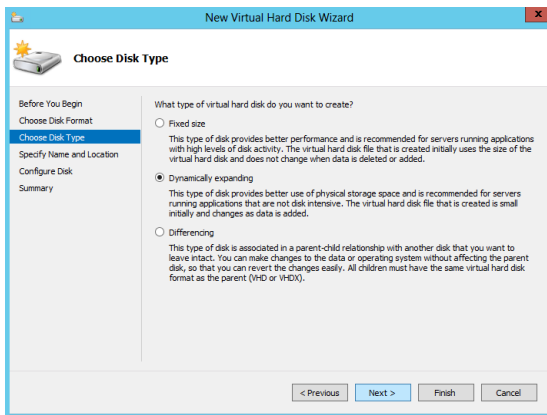 New Virtual Hard Disk Wizard
x
Choose Disk Type
Before You Begin
Choose Disk Format
Choose Disk Type
Specify Name and Location
Configure Disk
Summary
What type of virtual hard disk do you want to create?
Fixed size
This type of disk provides better performance and is recommended for servers running applications
with high levels of disk activity. The virtual hard disk file that is created initially uses the size of the
virtual hard disk and does not change when data is deleted or added.
Dynamically expanding
This type of disk provides better use of physical storage space and is recommended for servers
running applications that are not disk intensive. The virtual hard disk file that is created is small
initially and changes as data is added.
Differencing
This type of disk is associated in a parent-child relationship with another disk that you want to
leave intact. You can make changes to the data or operating system without affecting the parent
disk, so that you can revert the changes easily. All children must have the same virtual hard disk
format as the parent (VHD or VHDX).
< Previous
Next >
Finish
Cancel